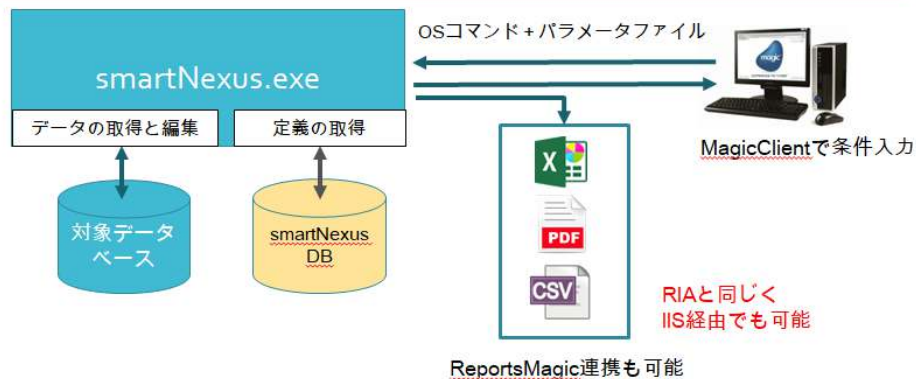 OSコマンド＋パラメータファイル
smartNexus.exe
magic
データの取得と編集
定義の取得
MagicClientで条件入力
X
対象データ
ベース
smartNexus
DB
PDF
CSV
RIAと同じく
IIS経由でも可能
ReportsMagic連携も可能